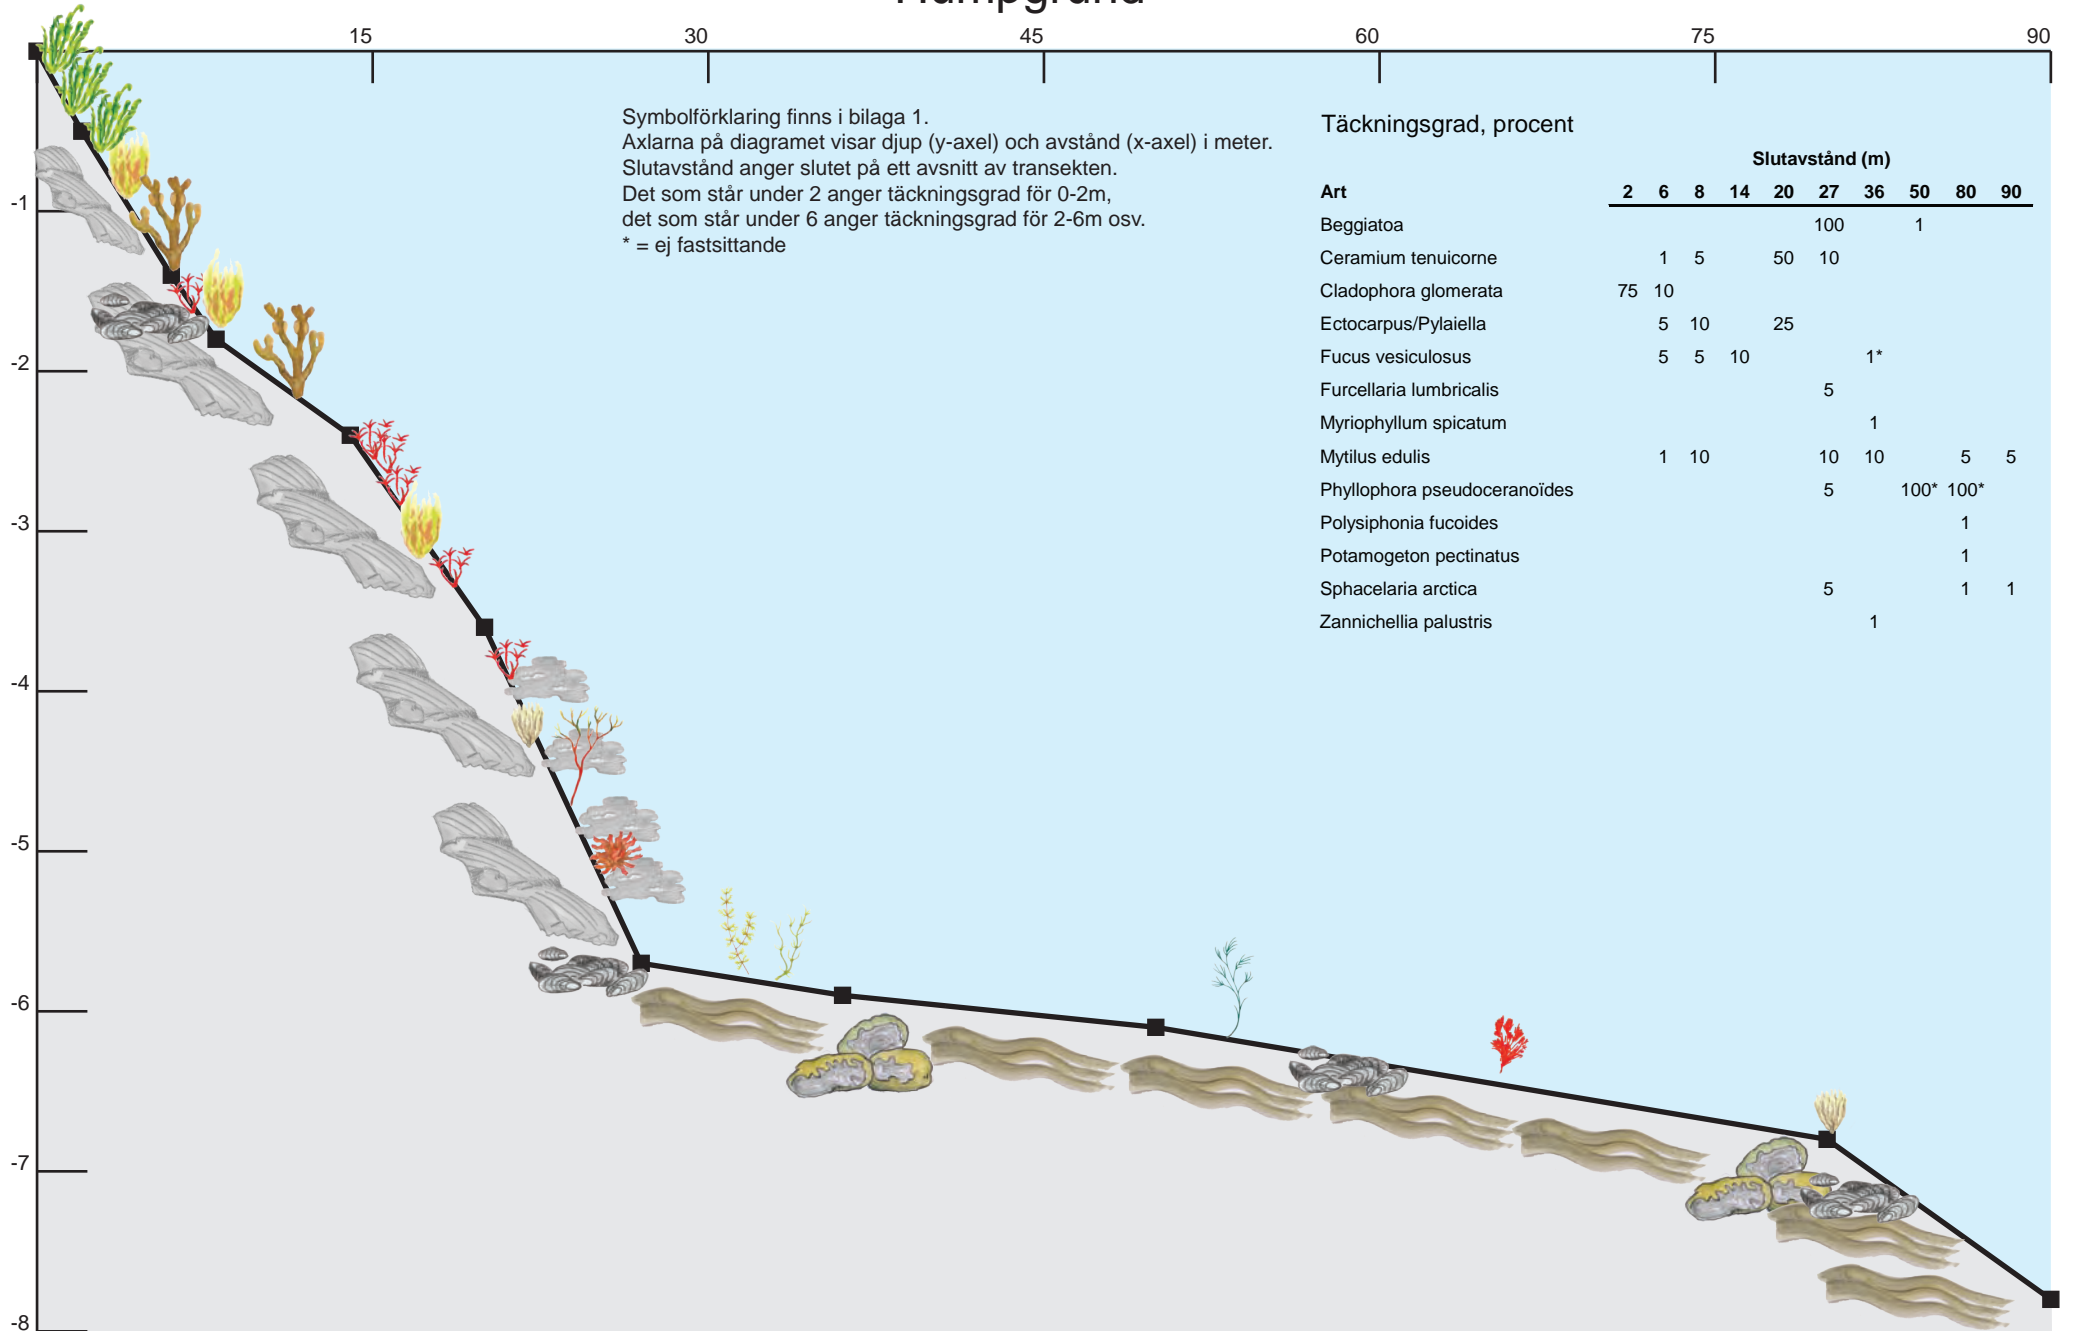 15 30 45 60 75 90
Symbolförklaring finns i bilaga 1.
Axlarna på diagramet visar djup (y-axel) och avstånd (x-axel) i meter.
Slutavstånd anger slutet på ett avsnitt av transekten.
Det som står under 2 anger täckningsgrad för 0-2m,
det som står under 6 anger täckningsgrad för 2-6m osv.
* = ej fastsittande
Täckningsgrad, procent
Slutavstånd (m)
Art 2 6 8 14 20 27 36 50 80 90
Beggiatoa 100 1
Ceramium tenuicorne 1 5 50 10
Cladophora glomerata 75 10
Ectocarpus/Pylaiella 5 10 25
Fucus vesiculosus 5 5 10 1*
Furcellaria lumbricalis 5
Myriophyllum spicatum 1
Mytilus edulis 1 10 10 10 5 5
Phyllophora pseudoceranoïdes 5 100* 100*
Polysiphonia fucoides 1
Potamogeton pectinatus 1
Sphacelaria arctica 5 1 1
Zannichellia palustris 1
-1
-2
-3
-4
-5
-6
-7
-8